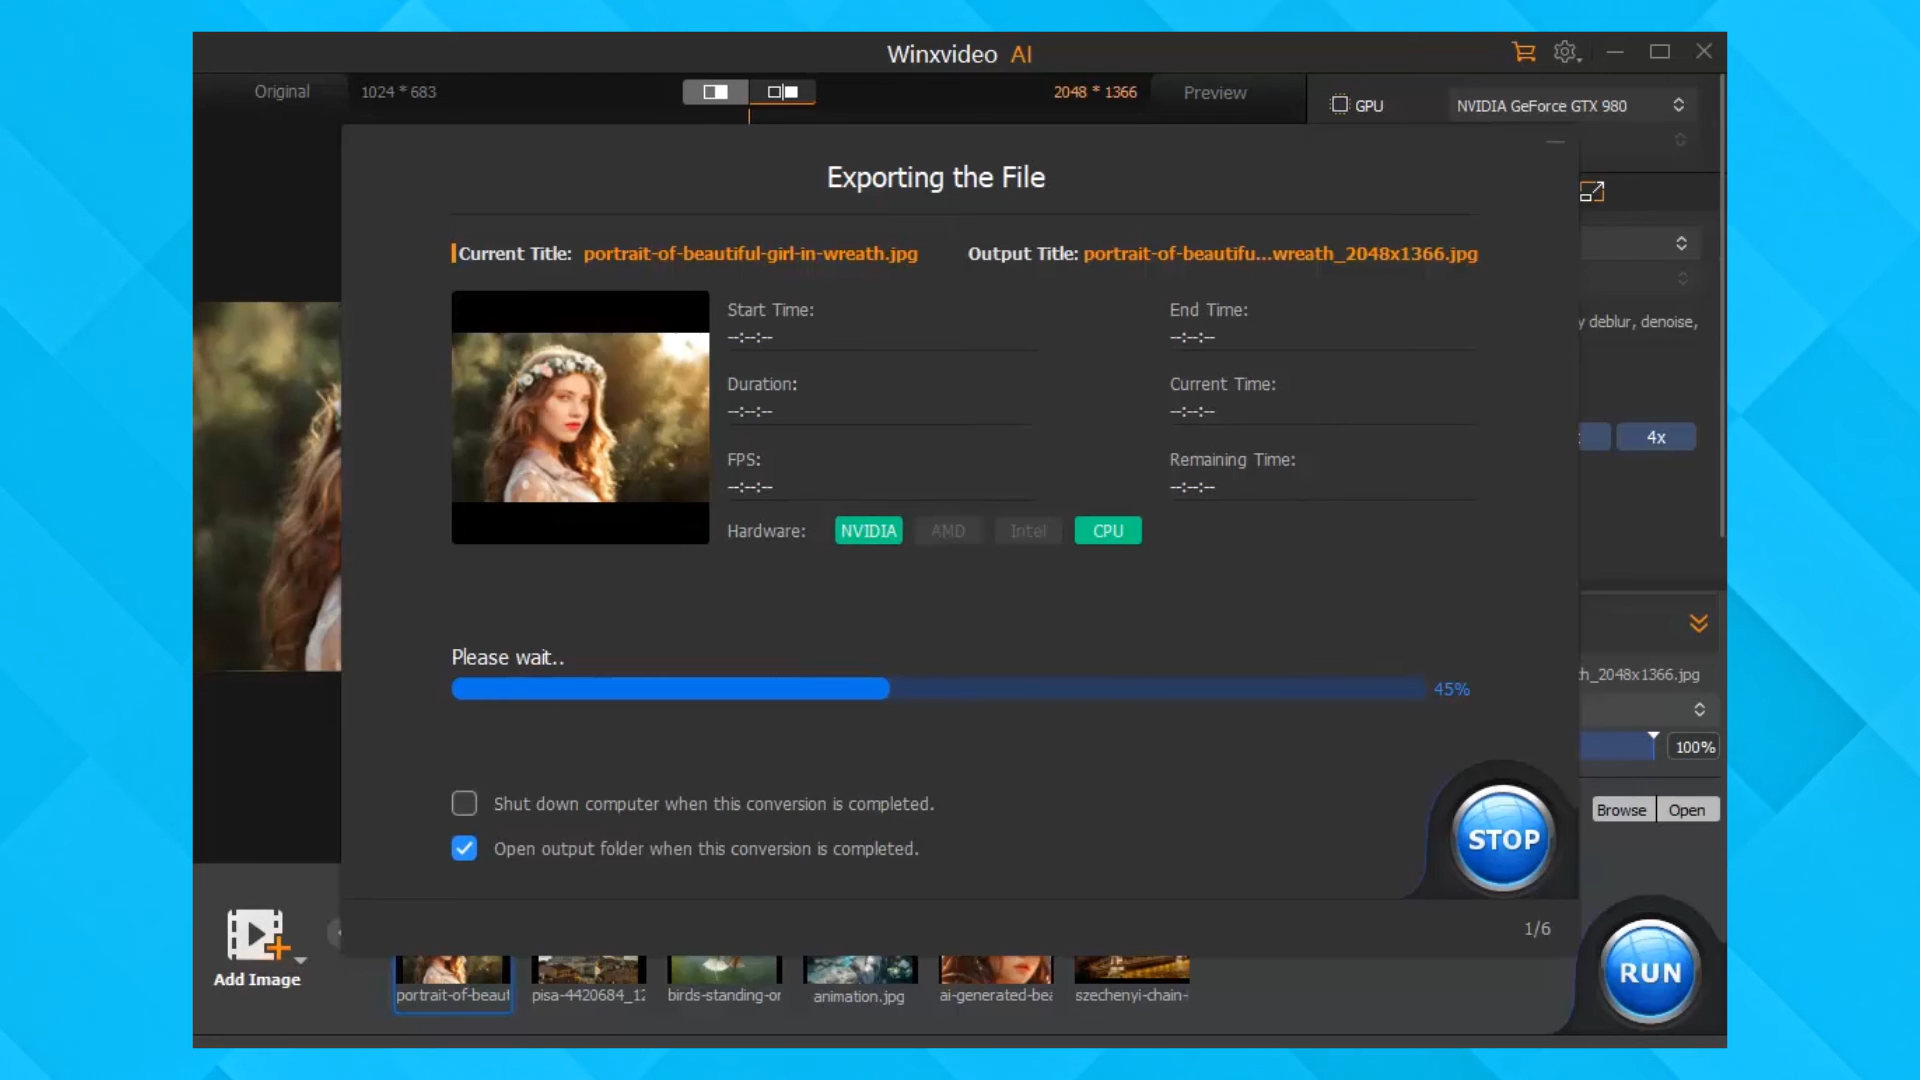 Winxvideo AI
Original
1024 * 683
2048 * 1366
Preview
GPU
NVIDIA GeForce GTX 980
Exporting the File
Current Title: portrait-of-beautiful-girl-in-wreath.jpg
Output Title: portrait-of-beautifu...wreath_2048x1366.jpg
Start Time:
--:--:--
End Time:
--:--:--
Duration:
--:--:--
Current Time:
--:--:--
FPS:
--:--:--
Remaining Time:
--:--:--
Hardware: NVIDIA AMD Intel CPU
y deblur, denoise,
4x
Please wait..
45%
h_2048x1366.jpg
100%
Shut down computer when this conversion is completed.
Open output folder when this conversion is completed.
STOP
Browse Open
1/6
Add Image
RUN
portrait-of-beaut
pisa-4420684_12
birds-standing-or
animation.jpg
ai-generated-bea
szechenyi-chain-